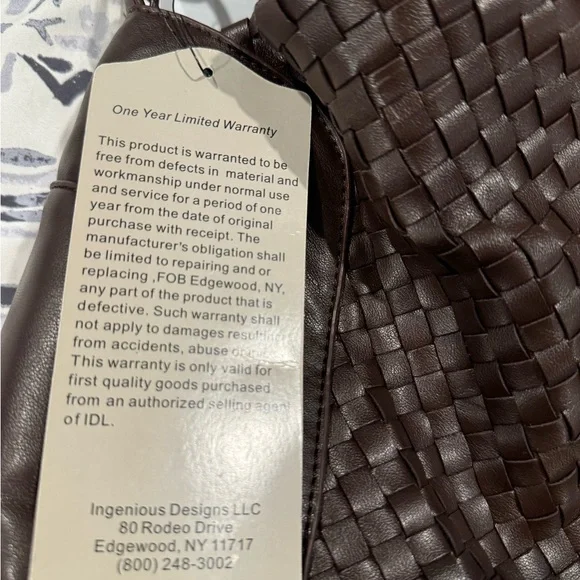 One Year Limited Warranty
This product is warranted to be
free from defects in material and
workmanship under normal use
and service for a period of one
year from the date of original
purchase with receipt. The
manufacturer's obligation shall
be limited to repairing and or
replacing ,FOB Edgewood, NY,
any part of the product that is
defective. Such warranty shall
not apply to damages resulting
from accidents, abuse
This warranty is only valid for
first quality goods purchased
from an authorized selling agent
of IDL.
Ingenious Designs LLC
80 Rodeo Drive
Edgewood, NY 11717
(800) 248-3002